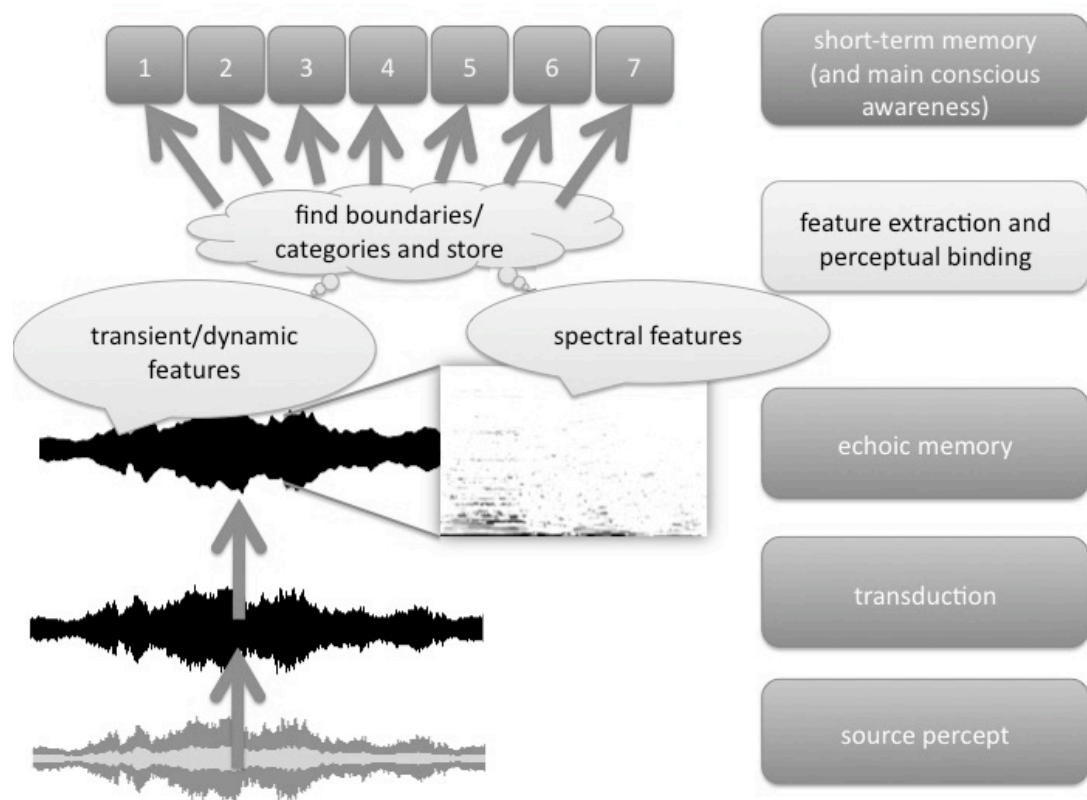 1 2 3 4 5 6 7
short-term memory
(and main conscious
awareness)
find boundaries/
categories and store
feature extraction and
perceptual binding
transient/dynamic
features
spectral features
echoic memory
transduction
source percept